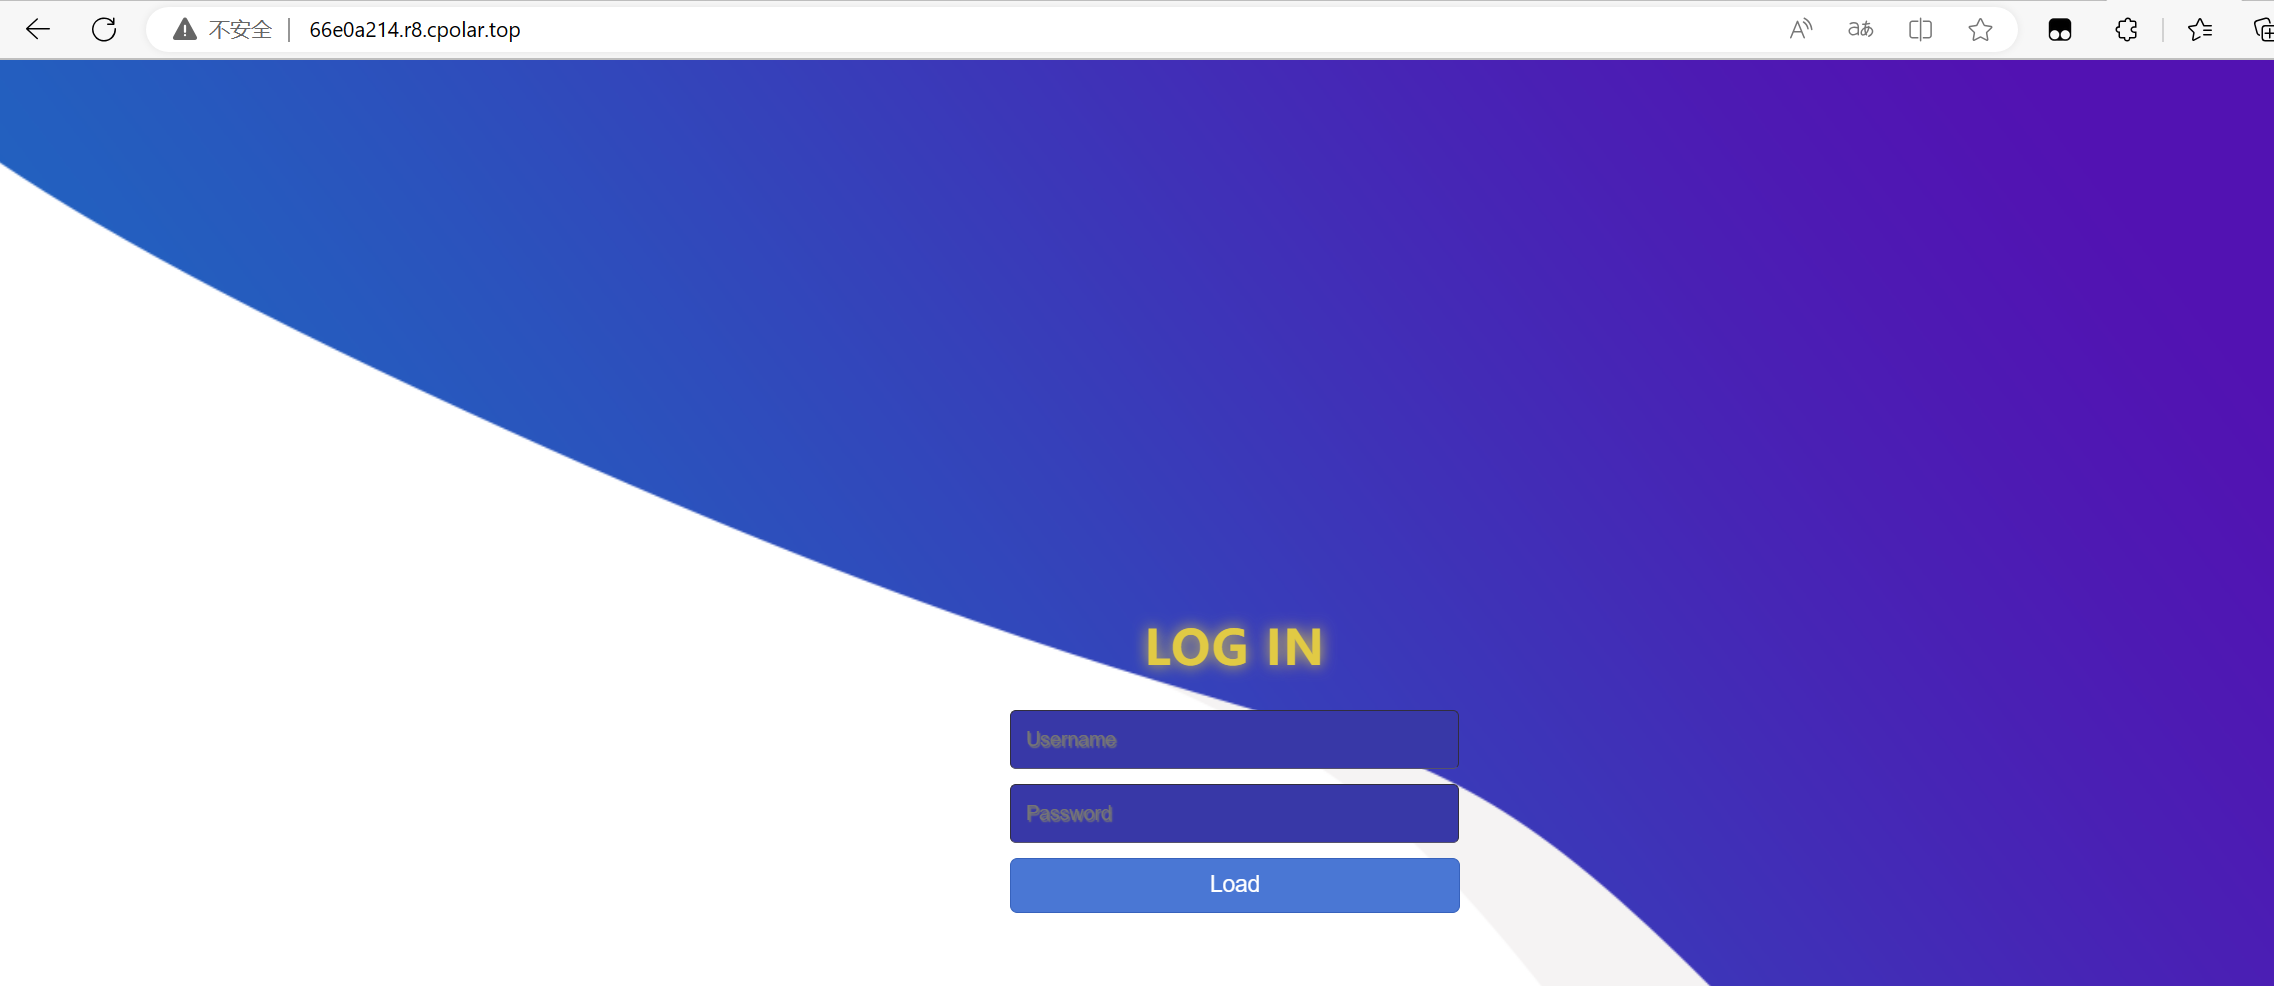 不安全 66e0a214.r8.cpolar.top
LOG IN
Username
Password
Load